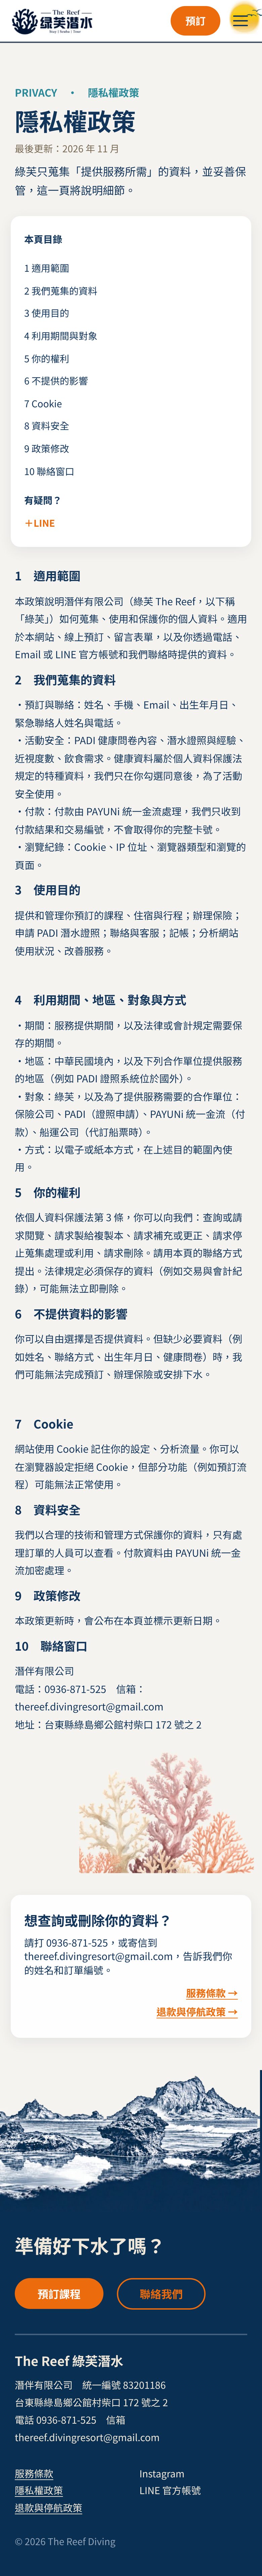 The Reef
綠芙潛水
Stay | Swake | Dive
預訂
PRIVACY ・ 隱私權政策
隱私權政策
最後更新：2026 年 11 月
綠芙只蒐集「提供服務所需」的資料，並妥善保
管，這一頁將說明細節。
本頁目錄
1 適用範圍
2 我們蒐集的資料
3 使用目的
4 利用期間與對象
5 你的權利
6 不提供的影響
7 Cookie
8 資料安全
9 政策修改
10 聯絡窗口
有疑問？
＋LINE
1 適用範圍
本政策說明潛伴有限公司（綠芙 The Reef，以下稱
「綠芙」）如何蒐集、使用和保護你的個人資料。適用
於本網站、線上預訂、留言表單，以及你透過電話、
Email 或 LINE 官方帳號和我們聯絡時提供的資料。
2 我們蒐集的資料
・預訂與聯絡：姓名、手機、Email、出生年月日、
緊急聯絡人姓名與電話。
・活動安全：PADI 健康問卷內容、潛水證照與經驗、
近視度數、飲食需求。健康資料屬於個人資料保護法
規定的特種資料，我們只在你勾選同意後，為了活動
安全使用。
・付款：付款由 PAYUNi 統一金流處理，我們只收到
付款結果和交易編號，不會取得你的完整卡號。
・瀏覽紀錄：Cookie、IP 位址、瀏覽器類型和瀏覽的
頁面。
3 使用目的
提供和管理你預訂的課程、住宿與行程；辦理保險；
申請 PADI 潛水證照；聯絡與客服；記帳；分析網站
使用狀況、改善服務。
4 利用期間、地區、對象與方式
・期間：服務提供期間，以及法律或會計規定需要保
存的期間。
・地區：中華民國境內，以及下列合作單位提供服務
的地區（例如 PADI 證照系統位於國外）。
・對象：綠芙，以及為了提供服務需要的合作單位：
保險公司、PADI（證照申請）、PAYUNi 統一金流（付
款）、船運公司（代訂船票時）。
・方式：以電子或紙本方式，在上述目的範圍內使
用。
5 你的權利
依個人資料保護法第 3 條，你可以向我們：查詢或請
求閱覽、請求製給複製本、請求補充或更正、請求停
止蒐集處理或利用、請求刪除。請用本頁的聯絡方式
提出。法律規定必須保存的資料（例如交易與會計紀
錄），可能無法立即刪除。
6 不提供資料的影響
你可以自由選擇是否提供資料。但缺少必要資料（例
如姓名、聯絡方式、出生年月日、健康問卷）時，我
們可能無法完成預訂、辦理保險或安排下水。
7 Cookie
網站使用 Cookie 記住你的設定、分析流量。你可以
在瀏覽器設定拒絕 Cookie，但部分功能（例如預訂流
程）可能無法正常使用。
8 資料安全
我們以合理的技術和管理方式保護你的資料，只有處
理訂單的人員可以查看。付款資料由 PAYUNi 統一金
流加密處理。
9 政策修改
本政策更新時，會公布在本頁並標示更新日期。
10 聯絡窗口
潛伴有限公司
電話：0936-871-525 信箱：
thereef.divingresort@gmail.com
地址：台東縣綠島鄉公館村柴口 172 號之 2
想查詢或刪除你的資料？
請打 0936-871-525，或寄信到
thereef.divingresort@gmail.com，告訴我們你
的姓名和訂單編號。
服務條款 →
退款與停航政策 →
準備好下水了嗎？
預訂課程
聯絡我們
The Reef 綠芙潛水
潛伴有限公司 統一編號 83201186
台東縣綠島鄉公館村柴口 172 號之 2
電話 0936-871-525 信箱
thereef.divingresort@gmail.com
服務條款
Instagram
隱私權政策
LINE 官方帳號
退款與停航政策
© 2026 The Reef Diving